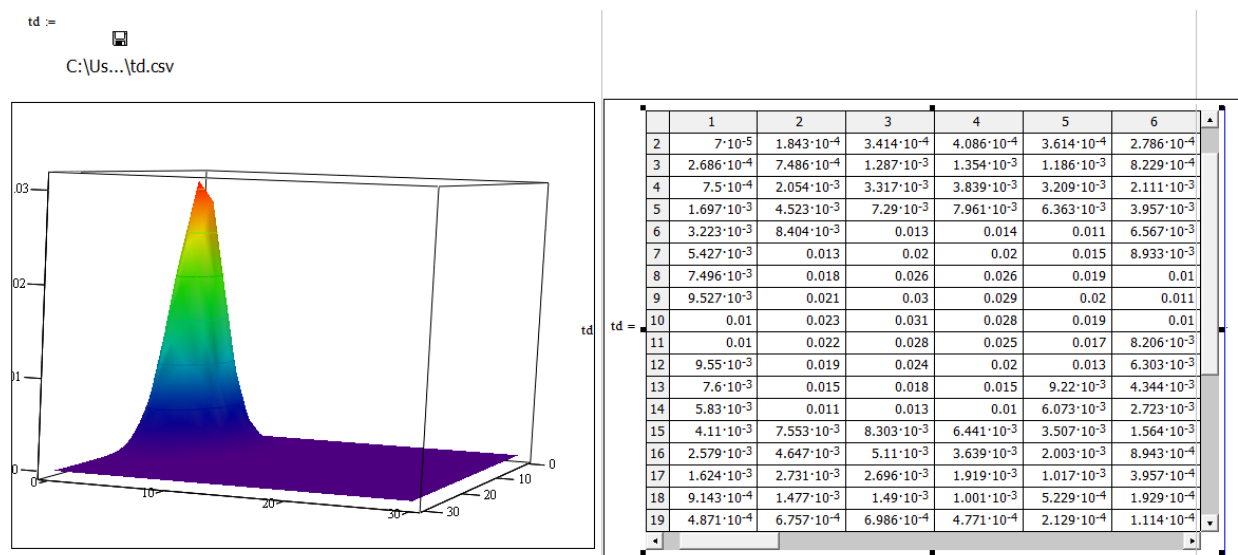 td :=
C:\Us...\td.csv
.03
02
01
0
0
10
20
30
30
20
10
0
td
td =
1 2 3 4 5 6
2 7·10-5 1.843·10-4 3.414·10-4 4.086·10-4 3.614·10-4 2.786·10-4
3 2.686·10-4 7.486·10-4 1.287·10-3 1.354·10-3 1.186·10-3 8.229·10-4
4 7.5·10-4 2.054·10-3 3.317·10-3 3.839·10-3 3.209·10-3 2.111·10-3
5 1.697·10-3 4.523·10-3 7.29·10-3 7.961·10-3 6.363·10-3 3.957·10-3
6 3.223·10-3 8.404·10-3 0.013 0.014 0.011 6.567·10-3
7 5.427·10-3 0.013 0.02 0.02 0.015 8.933·10-3
8 7.496·10-3 0.018 0.026 0.026 0.019 0.01
9 9.527·10-3 0.021 0.03 0.029 0.02 0.011
10 0.01 0.023 0.031 0.028 0.019 0.01
11 0.01 0.022 0.028 0.025 0.017 8.206·10-3
12 9.55·10-3 0.019 0.024 0.02 0.013 6.303·10-3
13 7.6·10-3 0.015 0.018 0.015 9.22·10-3 4.344·10-3
14 5.83·10-3 0.011 0.013 0.01 6.073·10-3 2.723·10-3
15 4.11·10-3 7.553·10-3 8.303·10-3 6.441·10-3 3.507·10-3 1.564·10-3
16 2.579·10-3 4.647·10-3 5.11·10-3 3.639·10-3 2.003·10-3 8.943·10-4
17 1.624·10-3 2.731·10-3 2.696·10-3 1.919·10-3 1.017·10-3 3.957·10-4
18 9.143·10-4 1.477·10-3 1.49·10-3 1.001·10-3 5.229·10-4 1.929·10-4
19 4.871·10-4 6.757·10-4 6.986·10-4 4.771·10-4 2.129·10-4 1.114·10-4